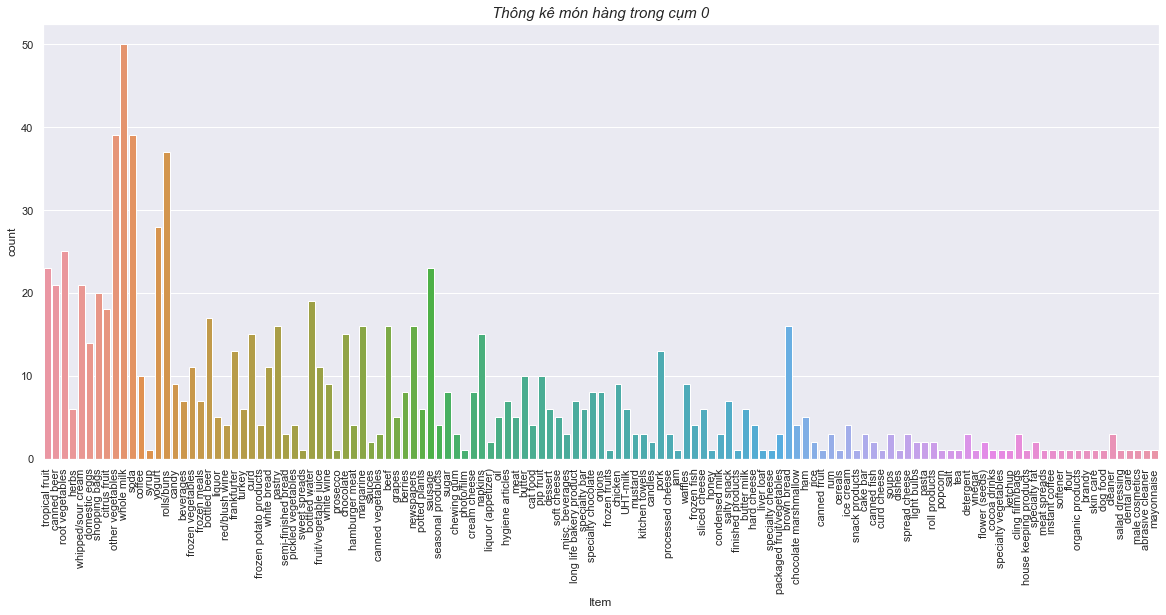 Thông kê món hàng trong cụm 0
count
50
40
30
20
10
0
tropical fruit
canned beer
root vegetables
herbs
whipped/sour cream
domestic eggs
shopping bags
citrus fruit
other vegetables
whole milk
soda
coffee
syrup
yogurt
rolls/buns
candy
beverages
frozen vegetables
frozen meals
bottled beer
liquor
red/blush wine
frankfurter
turkey
curd
frozen potato products
white bread
pastry
semi-finished bread
pickled vegetables
sweet spreads
bottled water
fruit/vegetable juice
white wine
prosecco
chocolate
hamburger meat
margarine
sauces
canned vegetables
beef
grapes
berries
newspapers
potted plants
sausage
seasonal products
sugar
chewing gum
photo/film
cream cheese
napkins
liquor (appetizer)
oil
hygiene articles
meat
butter
cat food
pip fruit
dessert
soft cheese
misc. beverages
long life bakery product
specialty bar
specialty chocolate
onions
frozen fruits
chicken
UHT-milk
mustard
kitchen towels
candles
pork
processed cheese
jam
waffles
frozen fish
sliced cheese
honey
condensed milk
salty snack
finished products
butter milk
hard cheese
liver loaf
specialty cheese
packaged fruit/vegetables
brown bread
chocolate marshmallow
ham
canned fruit
rum
cereals
ice cream
snack products
cake bar
canned fish
curd cheese
soups
dishes
spread cheese
light bulbs
pasta
roll products
popcorn
salt
tea
detergent
vinegar
flower (seeds)
cocoa drinks
specialty vegetables
ketchup
cling film/bags
house keeping products
specialty fat
meat spreads
instant coffee
softener
flour
organic products
brandy
skin care
dog food
cleaner
salad dressing
dental care
male cosmetics
abrasive cleaner
mayonnaise
Item